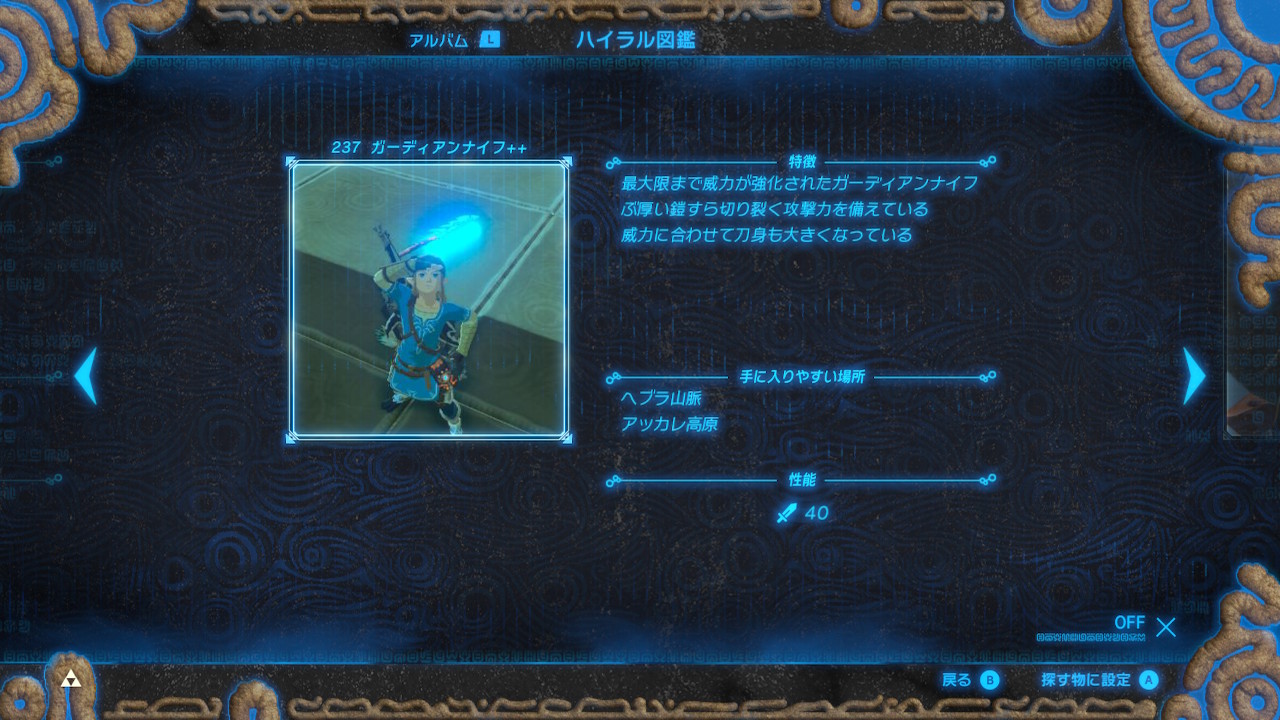 アルバム L
ハイラル図鑑
237 ガーディアンナイフ++
特徴
最大限まで威力が強化されたガーディアンナイフ
ぶ厚い鎧すら切り裂く攻撃力を備えている
威力に合わせて刀身も大きくなっている
手に入りやすい場所
ヘブラ山脈
アッカレ高原
性能
40
OFF
戻る B
探す物に設定 A